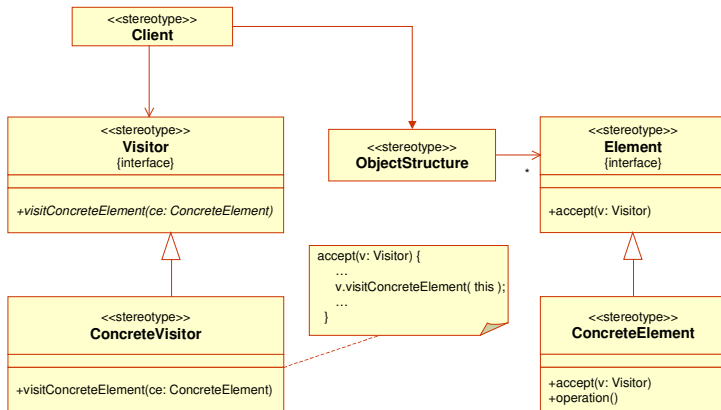 <<stereotype>>
Client
<<stereotype>>
Visitor
{interface}
+visitConcreteElement(ce: ConcreteElement)
<<stereotype>>
ObjectStructure
*
<<stereotype>>
Element
{interface}
+accept(v: Visitor)
accept(v: Visitor) {
...
v.visitConcreteElement( this );
...
}
<<stereotype>>
ConcreteVisitor
+visitConcreteElement(ce: ConcreteElement)
<<stereotype>>
ConcreteElement
+accept(v: Visitor)
+operation()